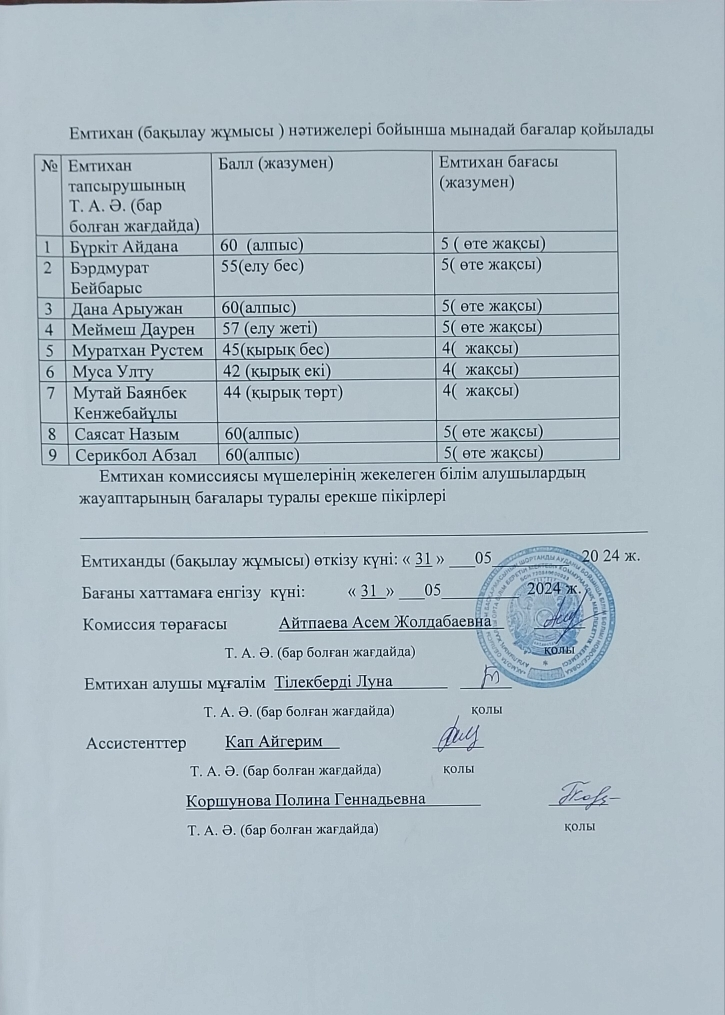 Емтихан (бақылау жұмысы ) нәтижелері бойынша мынадай бағалар қойылады
№ Емтихан тапсырушының Т. А. Ә. (бар болған жағдайда) Балл (жазумен) Емтихан бағасы (жазумен)
1 Бүркіт Айдана 60 (алпыс) 5 ( өте жақсы)
2 Бэрдмурат Бейбарыс 55(елу бес) 5( өте жақсы)
3 Дана Арыужан 60(алпыс) 5( өте жақсы)
4 Меймеш Даурен 57 (елу жеті) 5( өте жақсы)
5 Муратхан Рустем 45(қырық бес) 4( жақсы)
6 Муса Улту 42 (қырық екі) 4( жақсы)
7 Мутай Баянбек Кенжебайұлы 44 (қырық төрт) 4( жақсы)
8 Саясат Назым 60(алпыс) 5( өте жақсы)
9 Серикбол Абзал 60(алпыс) 5( өте жақсы)
Емтихан комиссиясы мүшелерінің жекелеген білім алушылардың
жауаптарының бағалары туралы ерекше пікірлері
Емтиханды (бақылау жұмысы) өткізу күні: « 31 » ___05__________20 24 ж.
Бағаны хаттамаға енгізу күні: « 31_» ___05_________ 2024 ж.
Комиссия төрағасы Айтпаева Асем Жолдабаевна
Т. А. Ә. (бар болған жағдайда) қолы
Емтихан алушы мұғалім Тілекберді Луна
Т. А. Ә. (бар болған жағдайда) қолы
Ассистенттер Кап Айгерим
Т. А. Ә. (бар болған жағдайда) қолы
Коршунова Полина Геннадьевна
Т. А. Ә. (бар болған жағдайда) қолы